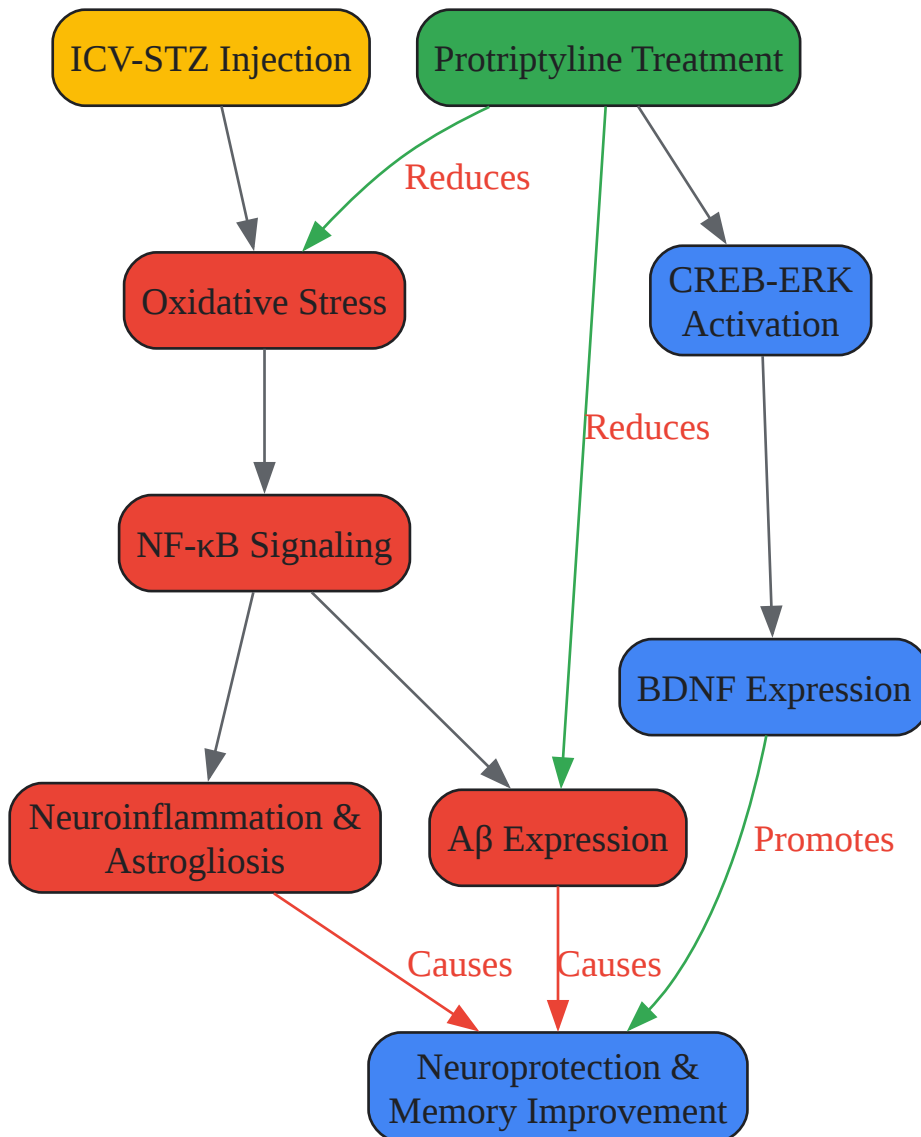 ICV-STZ Injection
Protriptyline Treatment
Reduces
Oxidative Stress
CREB-ERK
Activation
Reduces
NF-κB Signaling
BDNF Expression
Neuroinflammation &
Astrogliosis
Aβ Expression
Promotes
Causes
Causes
Neuroprotection &
Memory Improvement